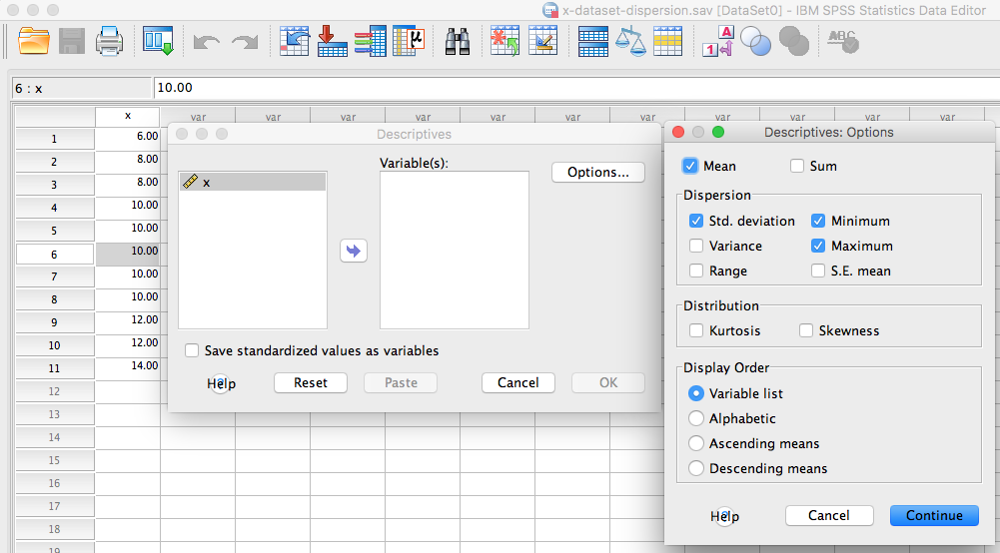 x-dataset-dispersion.sav [DataSet0] - IBM SPSS Statistics Data Editor
1 A
μ
ABC
6 : x 10.00
x var var var var var var var var var var var
1 6.00
2 8.00
3 8.00
4 10.00
5 10.00
6 10.00
7 10.00
8 10.00
9 12.00
10 12.00
11 14.00
12
13
14
15
16
17
18
19
Descriptives
Variable(s):
x
Options...
Save standardized values as variables
Help Reset Paste Cancel OK
Descriptives: Options
Mean Sum
Dispersion
Std. deviation Minimum
Variance Maximum
Range S.E. mean
Distribution
Kurtosis Skewness
Display Order
Variable list
Alphabetic
Ascending means
Descending means
Help Cancel Continue